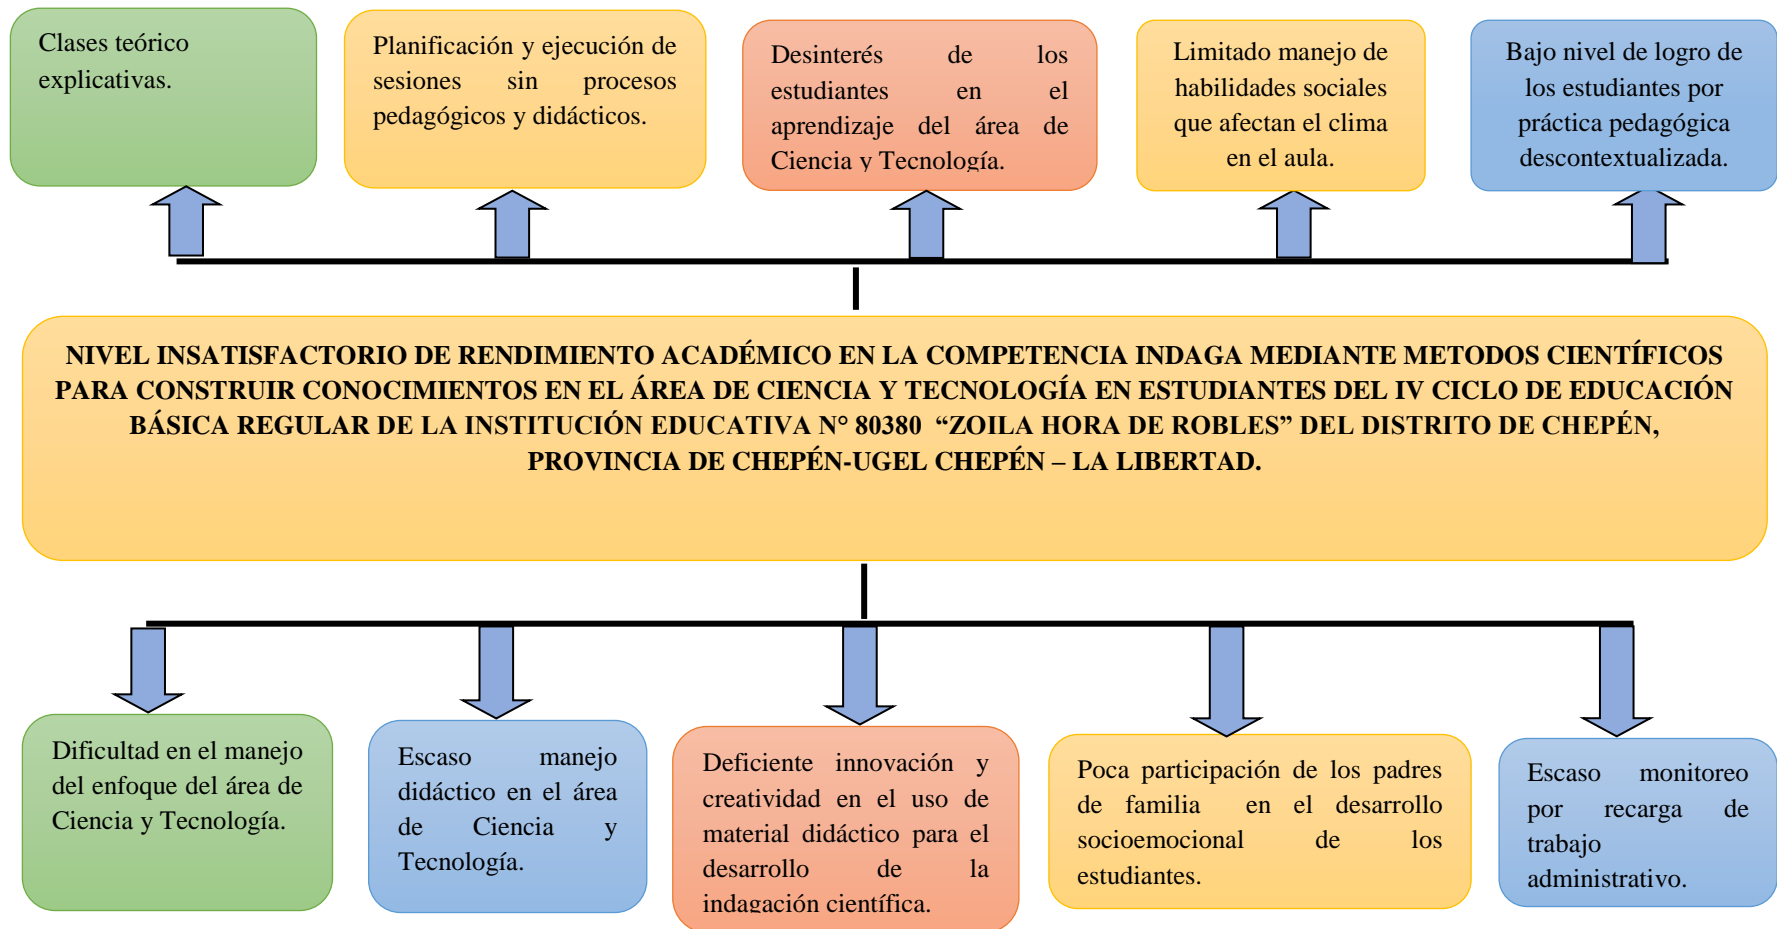 Clases teórico
explicativas.
Planificación y ejecución de
sesiones sin procesos
pedagógicos y didácticos.
Desinterés de los
estudiantes en el
aprendizaje del área de
Ciencia y Tecnología.
Limitado manejo de
habilidades sociales
que afectan el clima
en el aula.
Bajo nivel de logro de
los estudiantes por
práctica pedagógica
descontextualizada.
NIVEL INSATISFACTORIO DE RENDIMIENTO ACADÉMICO EN LA COMPETENCIA INDAGA MEDIANTE METODOS CIENTÍFICOS
PARA CONSTRUIR CONOCIMIENTOS EN EL ÁREA DE CIENCIA Y TECNOLOGÍA EN ESTUDIANTES DEL IV CICLO DE EDUCACIÓN
BÁSICA REGULAR DE LA INSTITUCIÓN EDUCATIVA N° 80380 “ZOILA HORA DE ROBLES” DEL DISTRITO DE CHEPÉN,
PROVINCIA DE CHEPÉN-UGEL CHEPÉN – LA LIBERTAD.
Dificultad en el manejo
del enfoque del área de
Ciencia y Tecnología.
Escaso manejo
didáctico en el área
de Ciencia y
Tecnología.
Deficiente innovación y
creatividad en el uso de
material didáctico para el
desarrollo de la
indagación científica.
Poca participación de los padres
de familia en el desarrollo
socioemocional de los
estudiantes.
Escaso monitoreo
por recarga de
trabajo
administrativo.